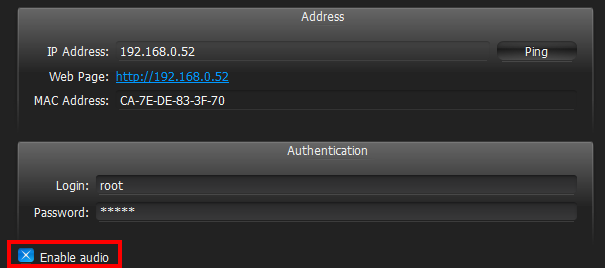 Address
IP Address: 192.168.0.52 Ping
Web Page: http://192.168.0.52
MAC Address: CA-7E-DE-83-3F-70
Authentication
Login: root
Password: *****
Enable audio